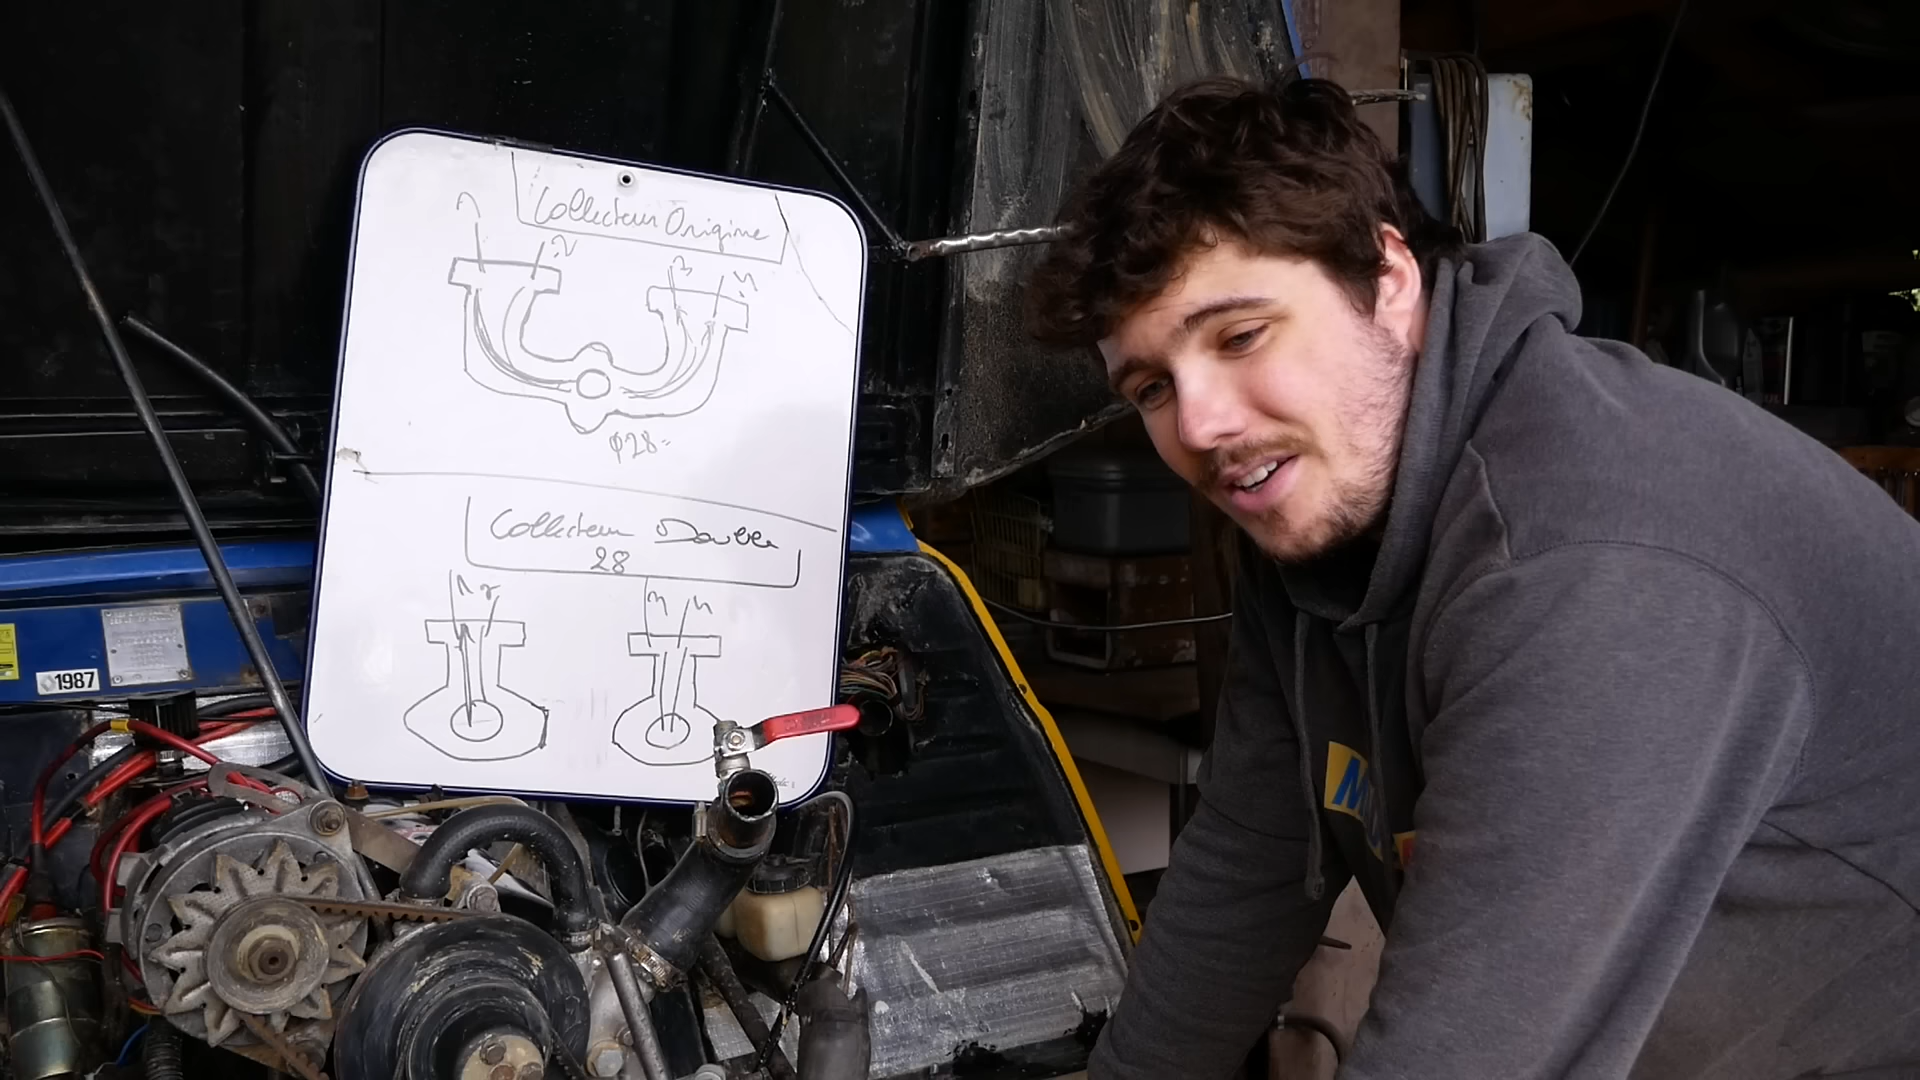 Collecteur Origine
1
2
3
4
φ28
Collecteur Double
28
1 2
3 4
1987
M